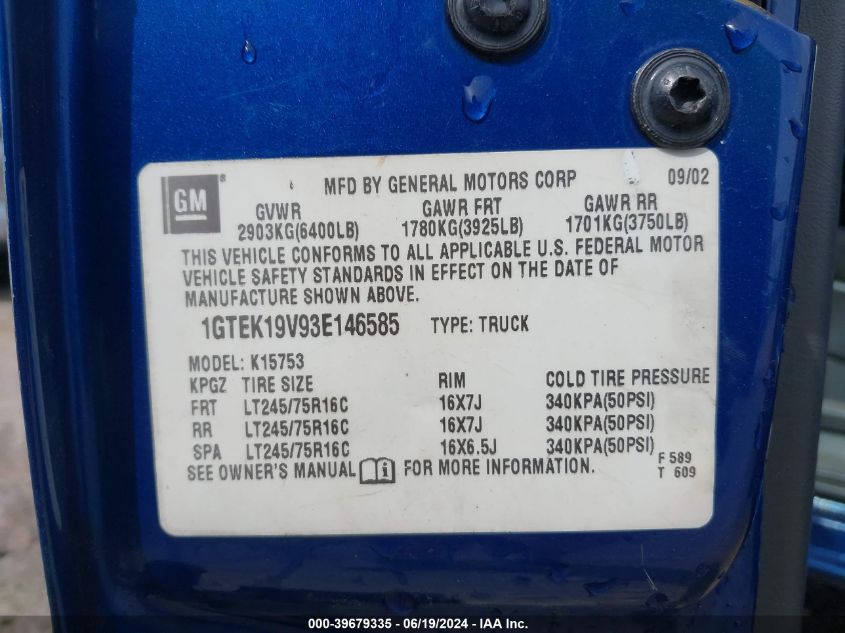 GM ® MFD BY GENERAL MOTORS CORP 09/02
GVWR GAWR FRT GAWR RR
2903KG(6400LB) 1780KG(3925LB) 1701KG(3750LB)
THIS VEHICLE CONFORMS TO ALL APPLICABLE U.S. FEDERAL MOTOR
VEHICLE SAFETY STANDARDS IN EFFECT ON THE DATE OF
MANUFACTURE SHOWN ABOVE.
1GTEK19V93E146585 TYPE: TRUCK
MODEL: K15753
KPGZ TIRE SIZE RIM COLD TIRE PRESSURE
FRT LT245/75R16C 16X7J 340KPA(50PSI)
RR LT245/75R16C 16X7J 340KPA(50PSI)
SPA LT245/75R16C 16X6.5J 340KPA(50PSI)
SEE OWNER'S MANUAL i FOR MORE INFORMATION.
F 589
T 609
000-39679335 - 06/19/2024 - IAA Inc.